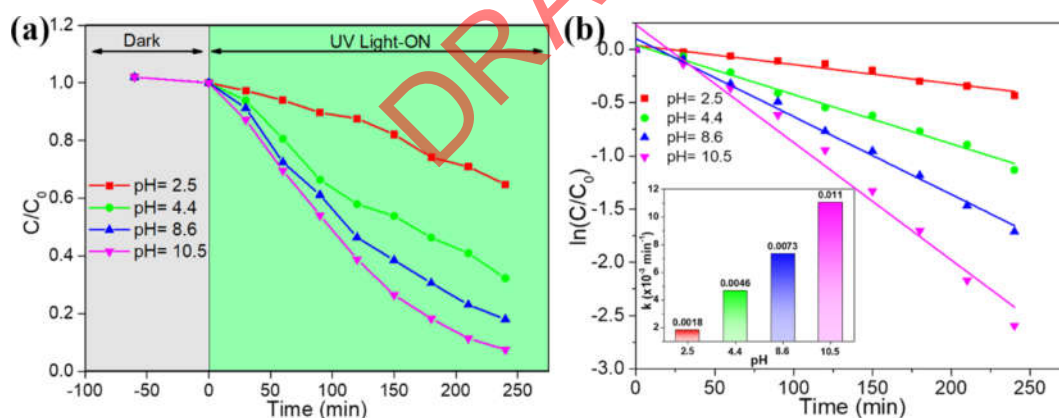 (a)
1.2
1.0
0.8
0.6
0.4
0.2
0.0
C/C₀
Dark
UV Light-ON
pH= 2.5
pH= 4.4
pH= 8.6
pH= 10.5
-100
-50
0
50
100
150
200
250
Time (min)
DRA
(b)
0.0
-0.5
-1.0
-1.5
-2.0
-2.5
-3.0
ln(C/C₀)
pH= 2.5
pH= 4.4
pH= 8.6
pH= 10.5
12
10
8
6
4
2
k (x10⁻³ min⁻¹)
0.0018
0.0046
0.0073
0.011
2.5
4.4
8.6
10.5
pH
0
50
100
150
200
250
Time (min)